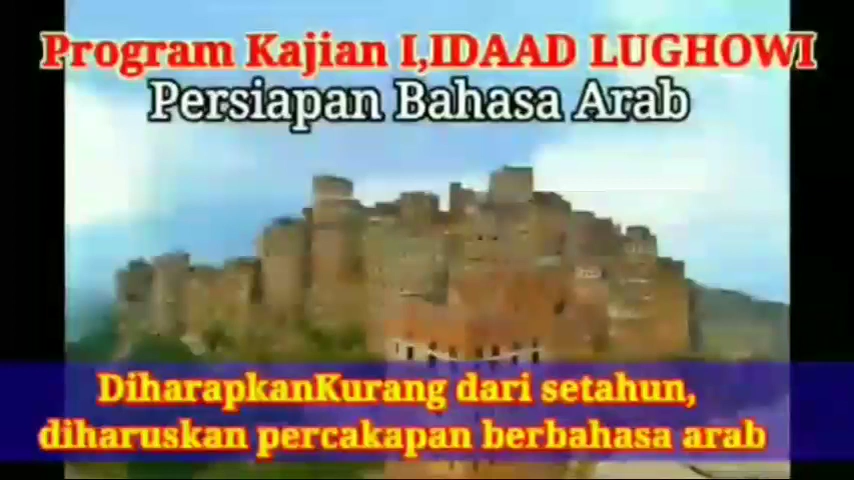 Program Kajian I,IDAAD LUGHOWI
Persiapan Bahasa Arab
DiharapkanKurang dari setahun,
diharuskan percakapan berbahasa arab